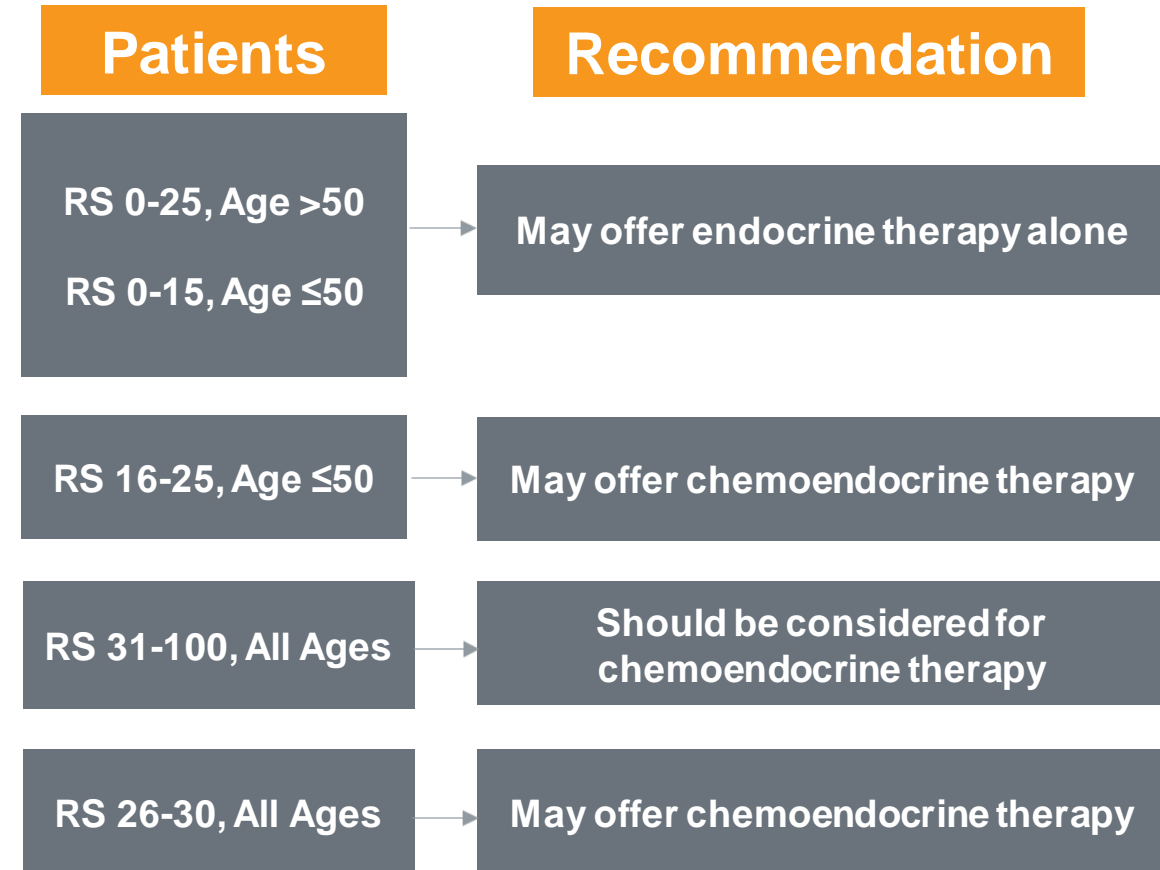 Patients
Recommendation
RS 0-25, Age >50
RS 0-15, Age ≤50
May offer endocrine therapy alone
RS 16-25, Age ≤50
May offer chemoendocrine therapy
RS 31-100, All Ages
Should be considered for
chemoendocrine therapy
RS 26-30, All Ages
May offer chemoendocrine therapy